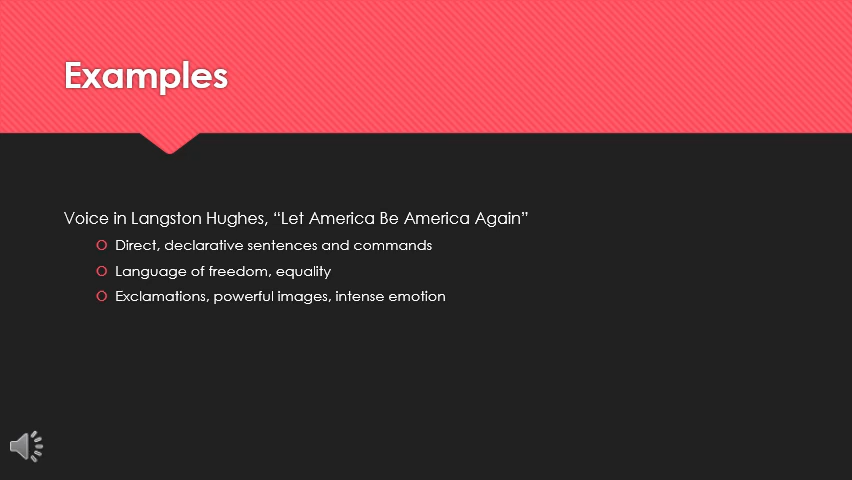 Examples
Voice in Langston Hughes, “Let America Be America Again”
Direct, declarative sentences and commands
Language of freedom, equality
Exclamations, powerful images, intense emotion